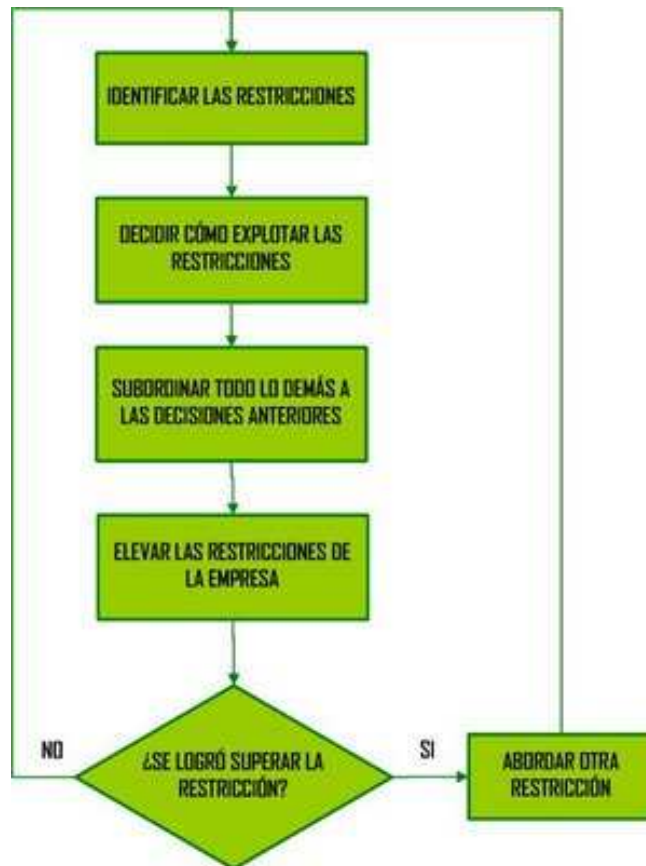 IDENTIFICAR LAS RESTRICCIONES
DECIDIR CÓMO EXPLOTAR LAS
RESTRICCIONES
SUBORDINAR TODO LO DEMÁS A
LAS DECISIONES ANTERIORES
ELEVAR LAS RESTRICCIONES DE
LA EMPRESA
NO
¿SE LOGRÓ SUPERAR LA
RESTRICCIÓN?
SI
ABORDAR OTRA
RESTRICCIÓN